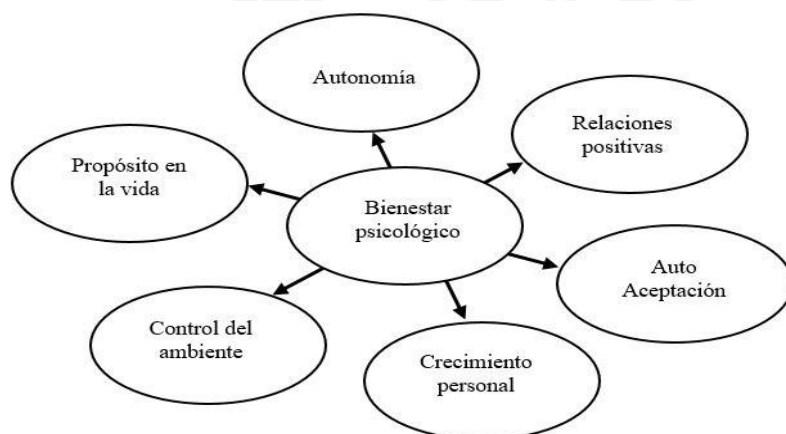 Autonomía
Relaciones
positivas
Propósito en
la vida
Bienestar
psicológico
Auto
Aceptación
Control del
ambiente
Crecimiento
personal